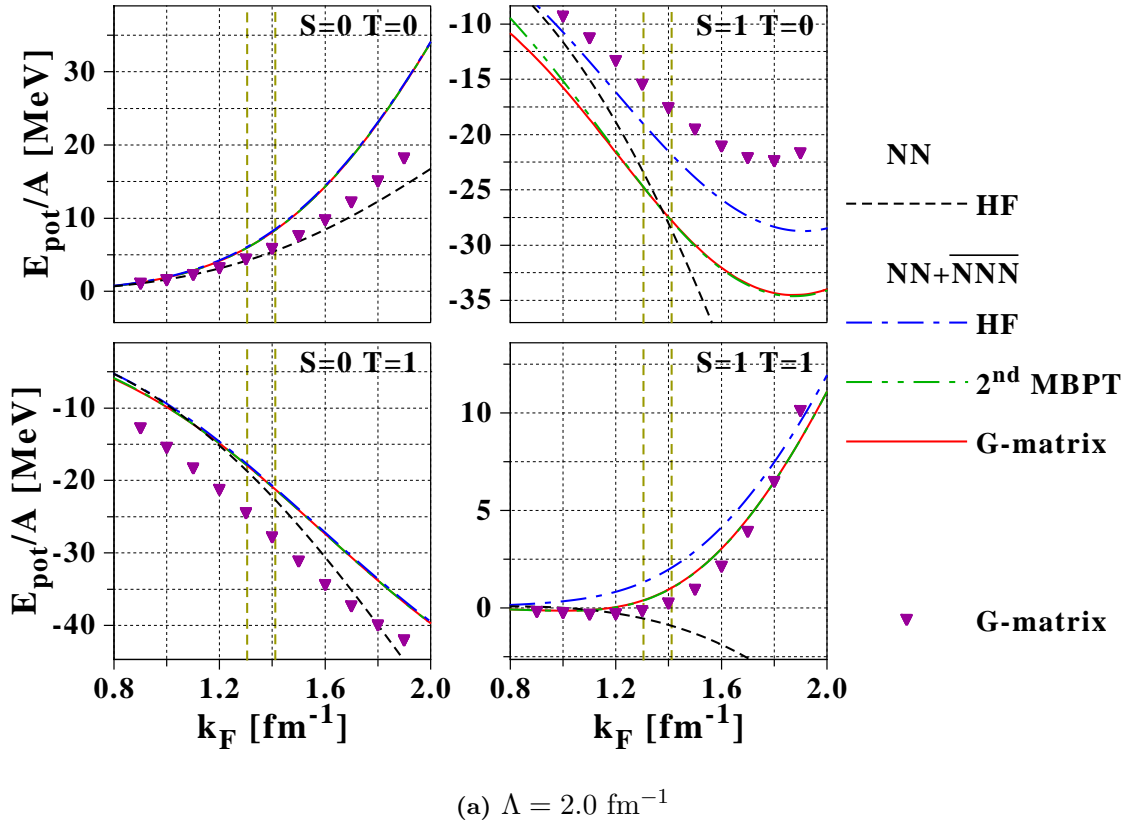 S=0 T=0
E_pot/A [MeV]
30
20
10
0
S=1 T=0
-10
-15
-20
-25
-30
-35
S=0 T=1
E_pot/A [MeV]
-10
-20
-30
-40
0.8 1.2 1.6 2.0
k_F [fm^-1]
S=1 T=1
10
5
0
0.8 1.2 1.6 2.0
k_F [fm^-1]
NN
HF
NN+N̅N̅N̅
HF
2^nd MBPT
G-matrix
G-matrix
(a) Λ = 2.0 fm^−1